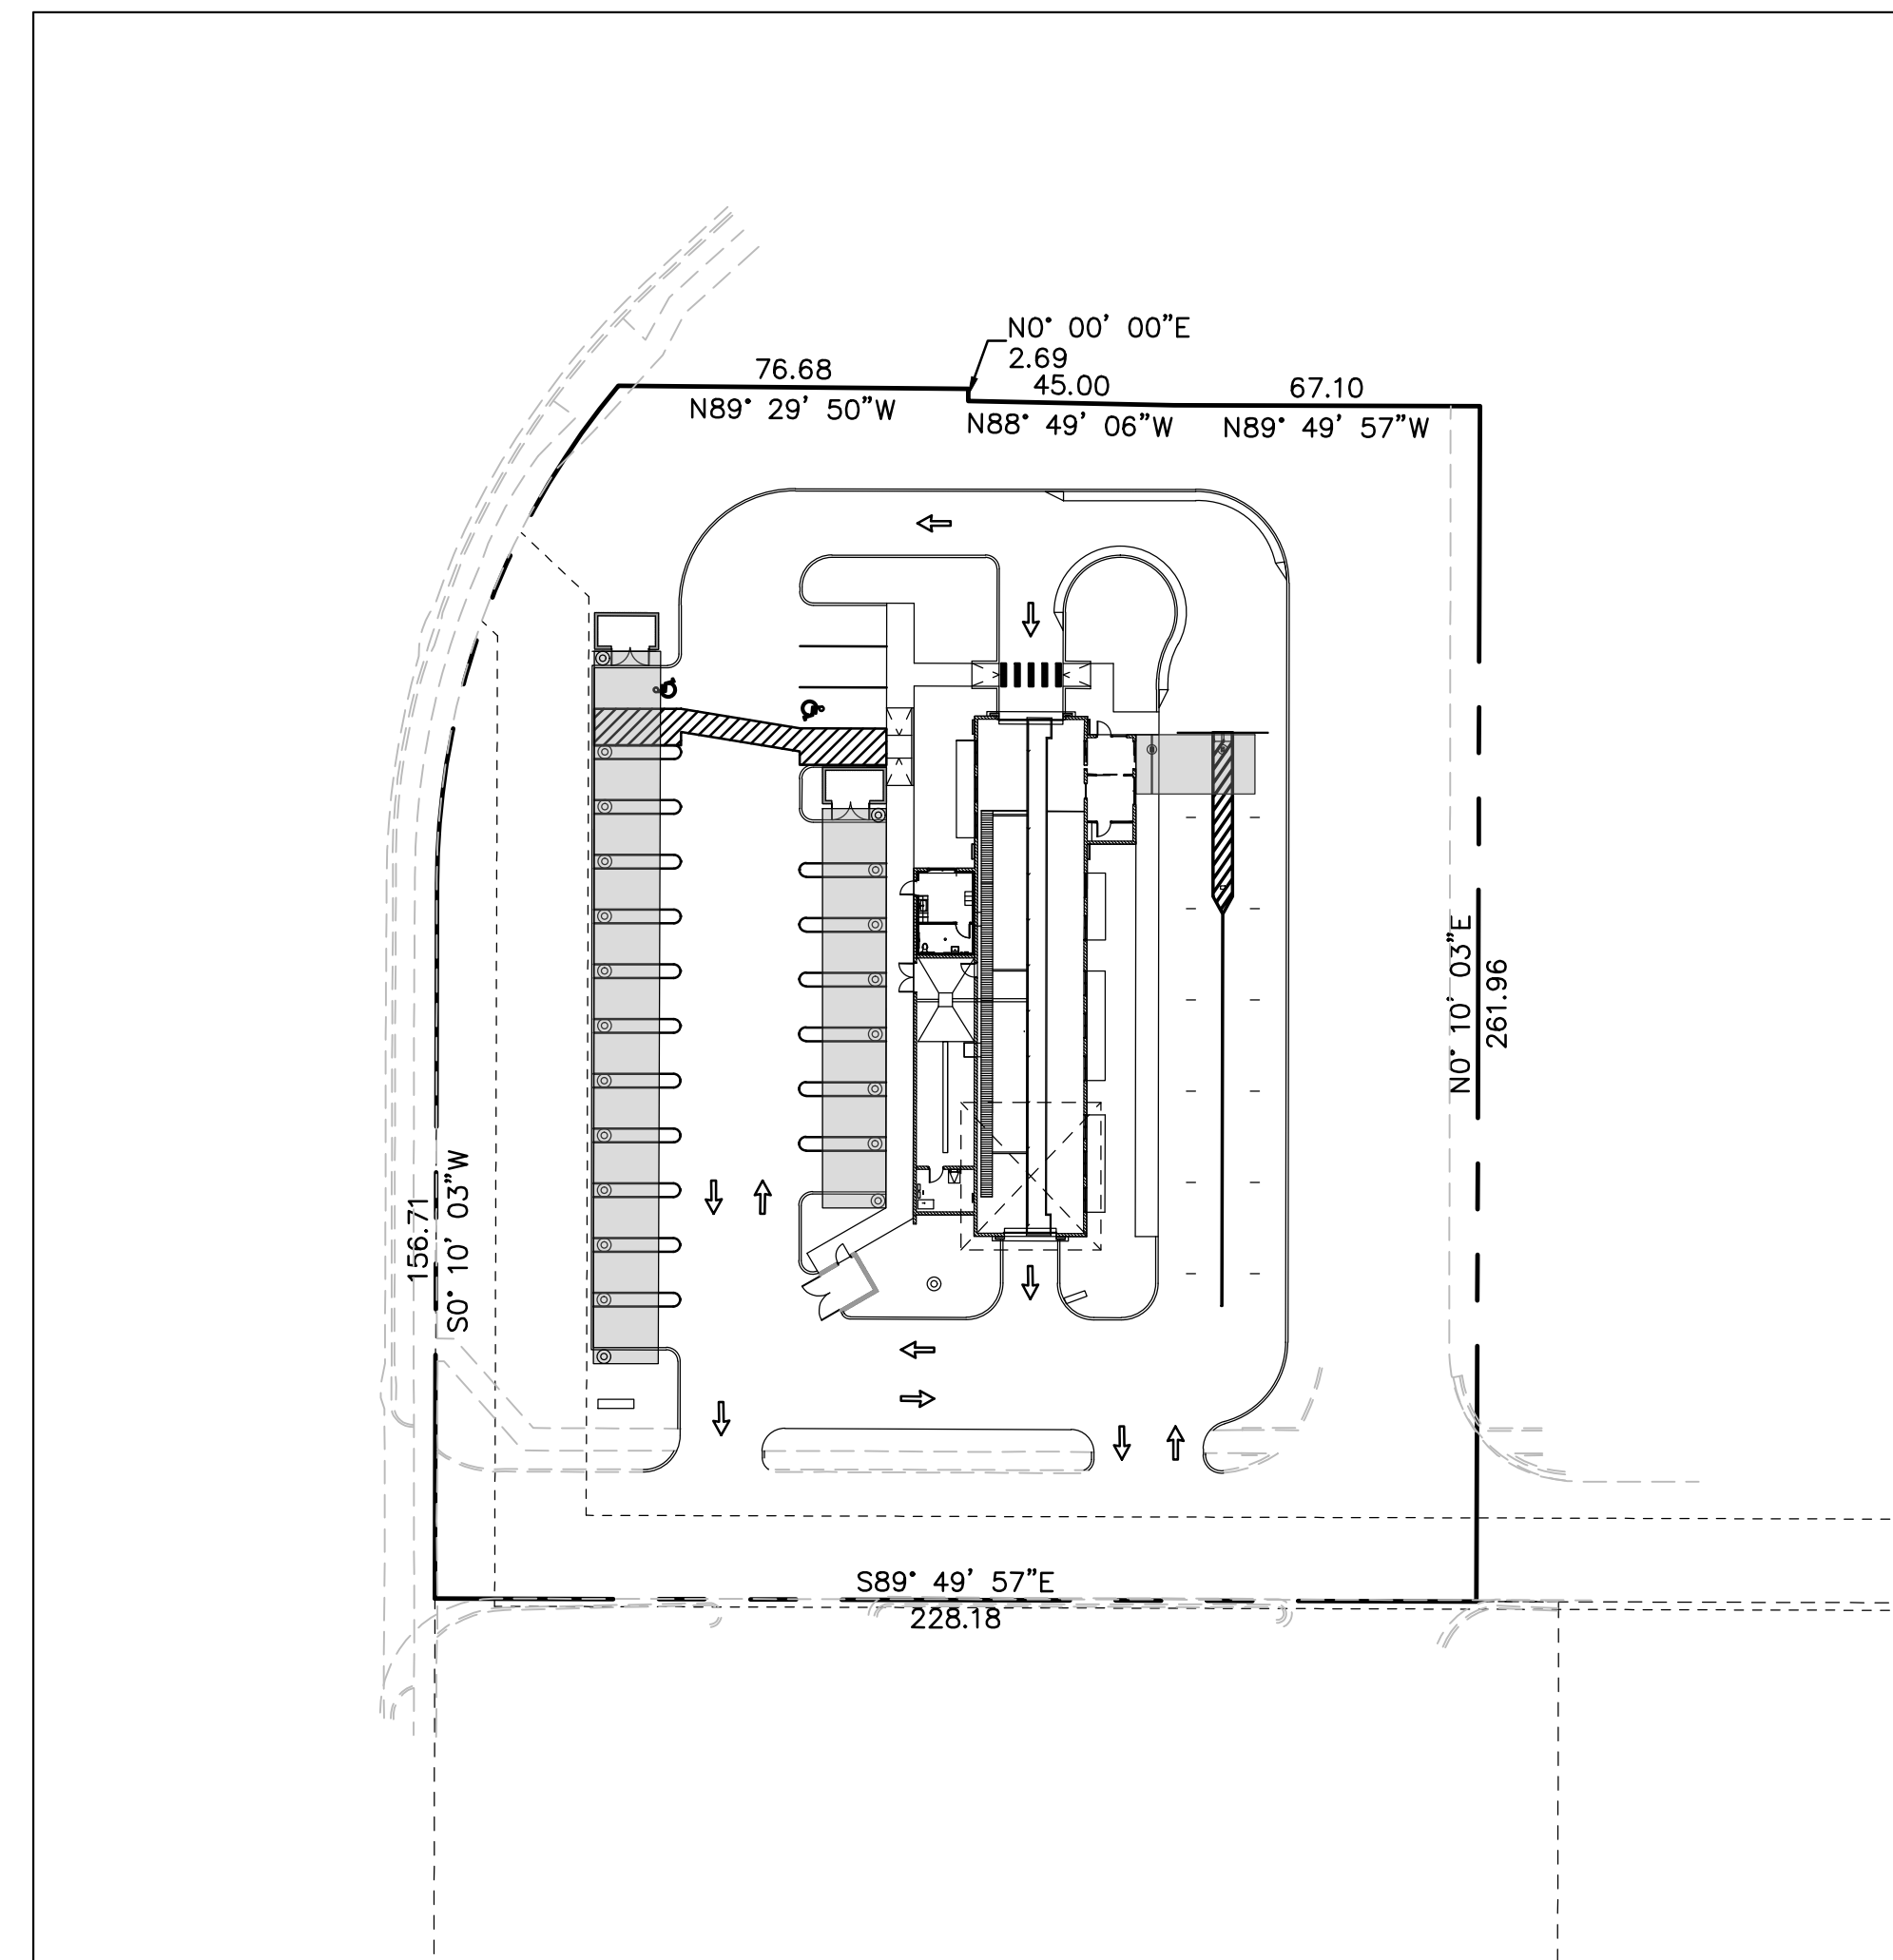 N0° 00' 00"E
2.69
76.68
45.00
67.10
N89° 29' 50"W
N88° 49' 06"W
N89° 49' 57"W
N0° 10' 03"E
261.96
156.71
S0° 10' 03"W
S89° 49' 57"E
228.18